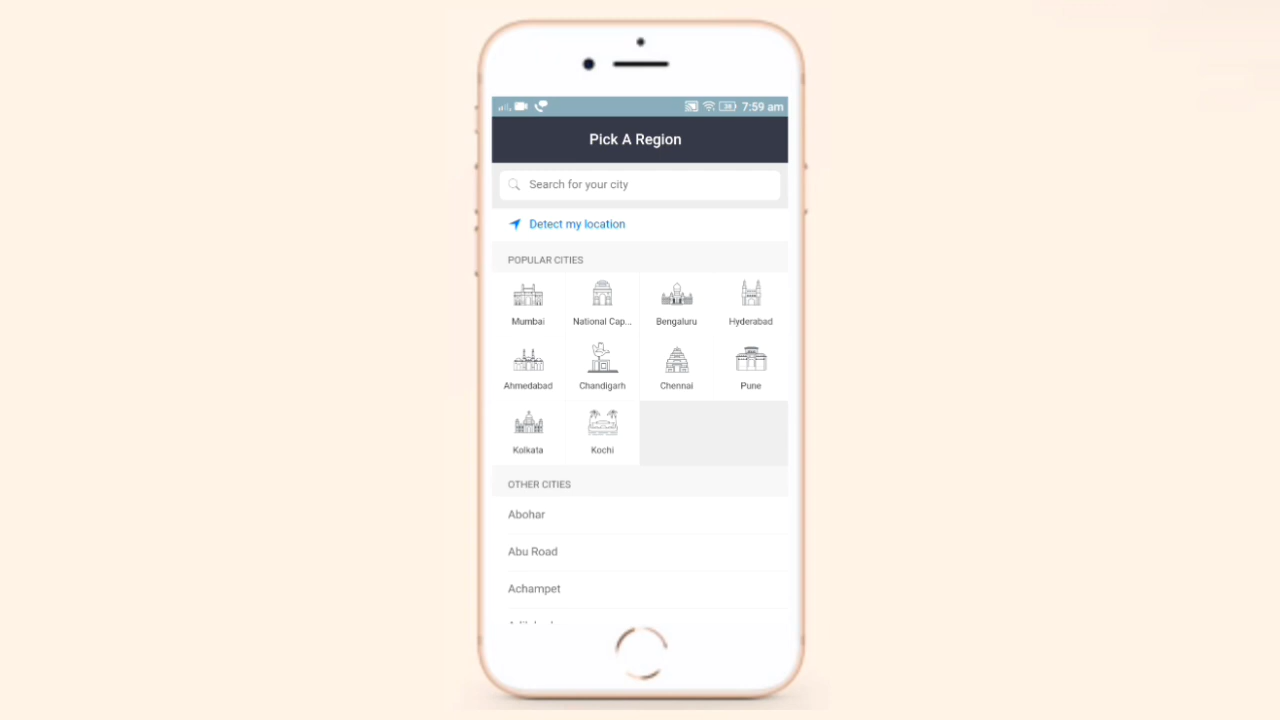 7:59 am
Pick A Region
Search for your city
Detect my location
POPULAR CITIES
Mumbai National Cap... Bengaluru Hyderabad
Ahmedabad Chandigarh Chennai Pune
Kolkata Kochi
OTHER CITIES
Abohar
Abu Road
Achampet